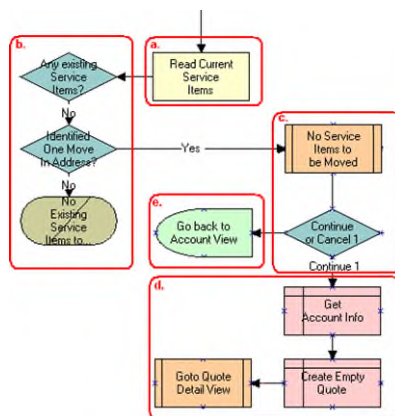 b.
a.
Any existing
Service
Items?
Read Current
Service
Items
No
c.
Identified
One Move
In Address?
Yes
No Service
Items to
be Moved
No
e.
No
Existing
Service
Items to...
Go back to
Account View
Continue
or Cancel 1
Continue 1
d.
Get
Account Info
Goto Quote
Detail View
Create Empty
Quote